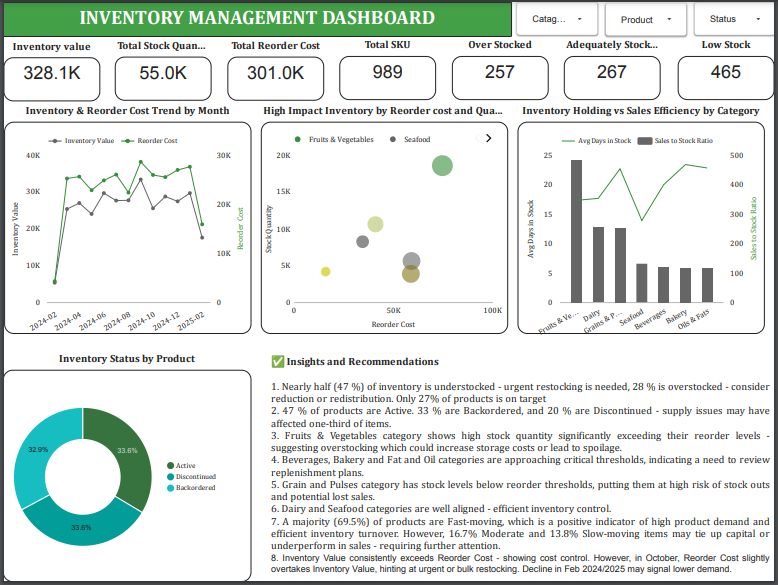 INVENTORY MANAGEMENT DASHBOARD
Catag...
Product
Status
Inventory value
Total Stock Quan...
Total Reorder Cost
Total SKU
Over Stocked
Adequately Stock...
Low Stock
328.1K
55.0K
301.0K
989
257
267
465
Inventory & Reorder Cost Trend by Month
Inventory Value
Reorder Cost
40K
30K
20K
10K
0
30K
20K
10K
0
Inventory Value
Reorder Cost
2024-02
2024-04
2024-06
2024-08
2024-10
2024-12
2025-02
High Impact Inventory by Reorder cost and Qua...
Fruits & Vegetables
Seafood
20K
15K
10K
5K
0
Stock Quantity
0
50K
100K
Reorder Cost
Inventory Holding vs Sales Efficiency by Category
Avg Days in Stock
Sales to Stock Ratio
25
20
15
10
5
0
500
400
300
200
100
0
Avg Days in Stock
Sales to Stock Ratio
Fruits & Ve...
Dairy
Grains & P...
Seafood
Beverages
Bakery
Oils & Fats
Inventory Status by Product
32.9%
33.6%
33.6%
Active
Discontinued
Backordered
✅ Insights and Recommendations
1. Nearly half (47 %) of inventory is understocked - urgent restocking is needed, 28 % is overstocked - consider
reduction or redistribution. Only 27% of products is on target
2. 47 % of products are Active. 33 % are Backordered, and 20 % are Discontinued - supply issues may have
affected one-third of items.
3. Fruits & Vegetables category shows high stock quantity significantly exceeding their reorder levels -
suggesting overstocking which could increase storage costs or lead to spoilage.
4. Beverages, Bakery and Fat and Oil categories are approaching critical thresholds, indicating a need to review
replenishment plans.
5. Grain and Pulses category has stock levels below reorder thresholds, putting them at high risk of stock outs
and potential lost sales.
6. Dairy and Seafood categories are well aligned - efficient inventory control.
7. A majority (69.5%) of products are Fast-moving, which is a positive indicator of high product demand and
efficient inventory turnover. However, 16.7% Moderate and 13.8% Slow-moving items may tie up capital or
underperform in sales - requiring further attention.
8. Inventory Value consistently exceeds Reorder Cost - showing cost control. However, in October, Reorder Cost slightly
overtakes Inventory Value, hinting at urgent or bulk restocking. Decline in Feb 2024/2025 may signal lower demand.